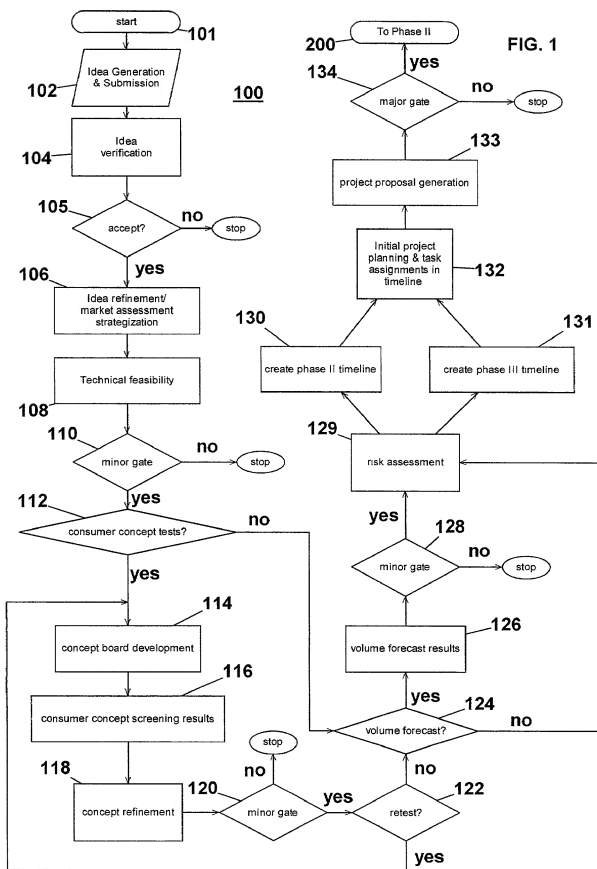 start
101
102
Idea Generation
& Submission
100
104
Idea
verification
105
accept?
no
stop
yes
106
Idea refinement/
market assessment
strategization
Technical feasibility
108
110
minor gate
no
stop
yes
112
consumer concept tests?
no
yes
114
concept board development
116
consumer concept screening results
118
concept refinement
120
minor gate
no
stop
yes
122
retest?
yes
no
124
volume forecast?
no
yes
126
volume forecast results
128
minor gate
no
stop
yes
129
risk assessment
130
create phase II timeline
131
create phase III timeline
Initial project
planning & task
assignments in
timeline
132
133
project proposal generation
134
major gate
no
stop
yes
200
To Phase II
FIG. 1